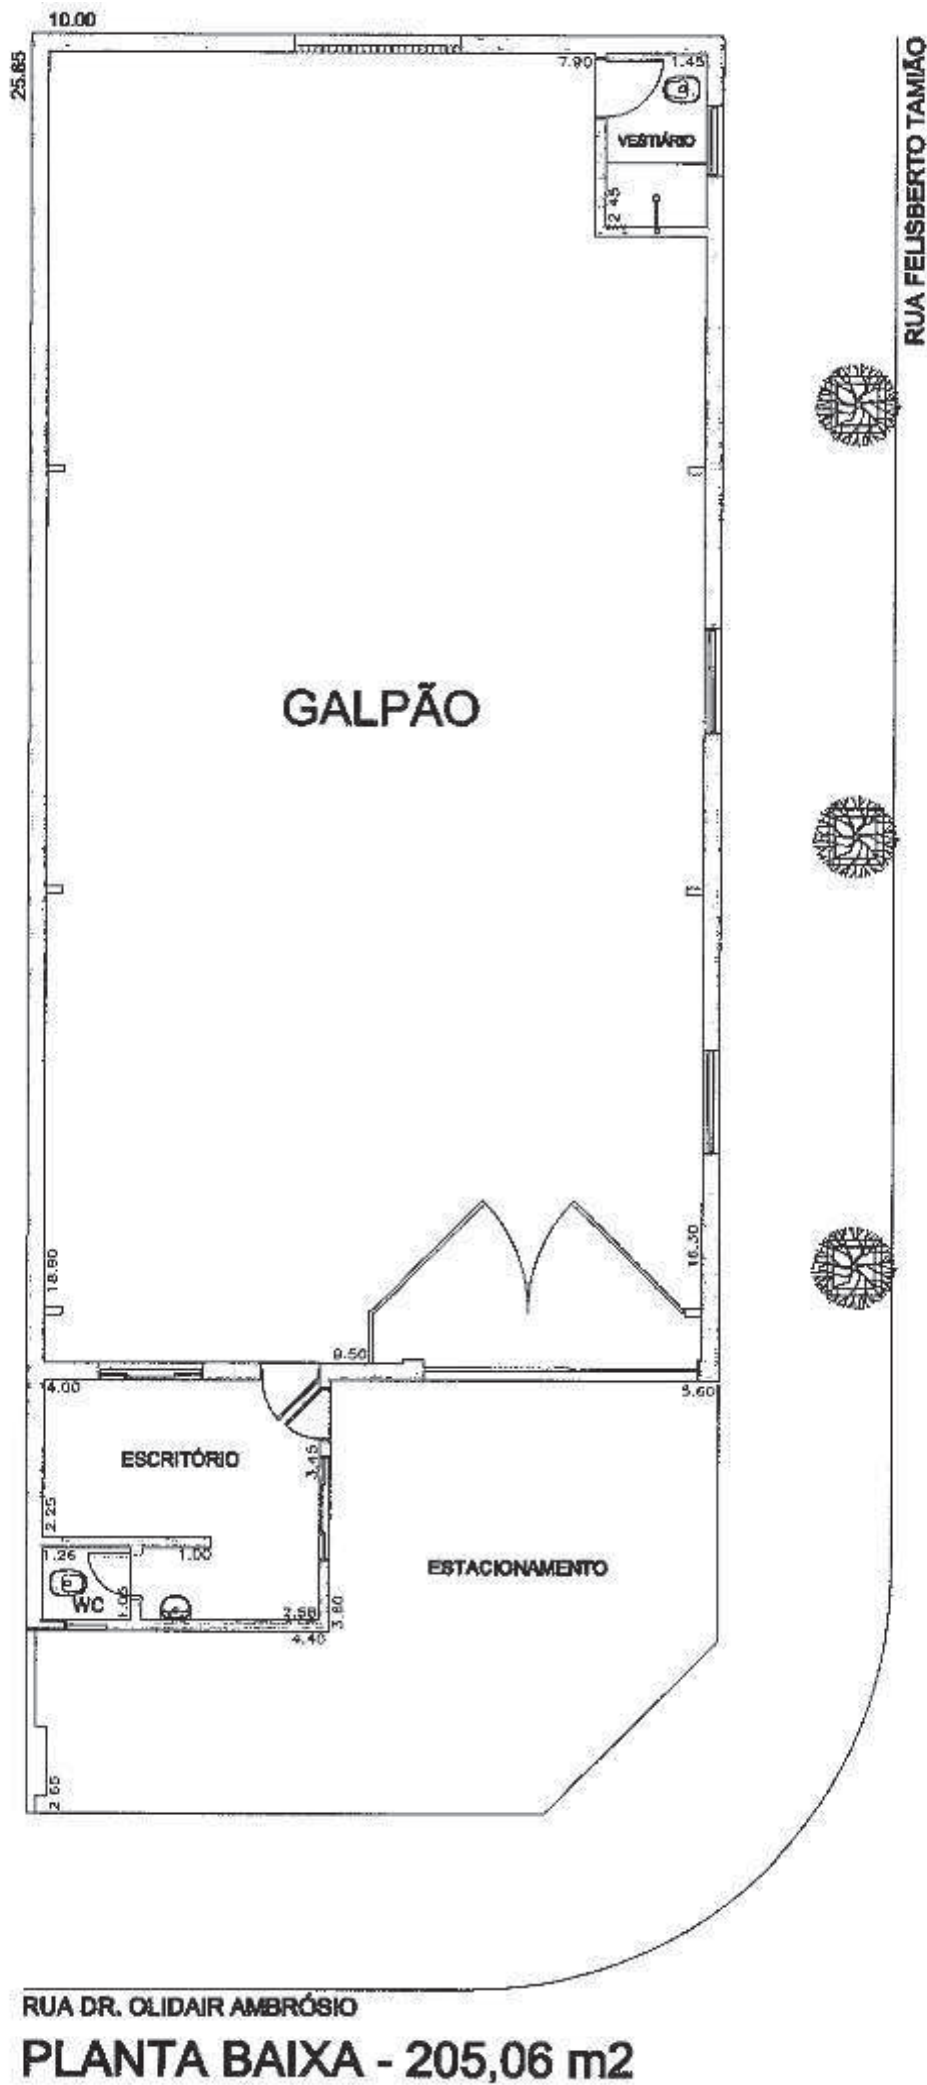 10.00
25.65
7.90
1.45
RUA FELISBERTO TAMIÃO
VESTIÁRIO
2.45
GALPÃO
18.90
16.30
9.50
4.00
5.60
ESCRITÓRIO
3.45
2.25
1.26
1.00
ESTACIONAMENTO
WC
1.05
3.80
4.40
2.65
RUA DR. OLIDAIR AMBRÓSIO
PLANTA BAIXA - 205,06 m2